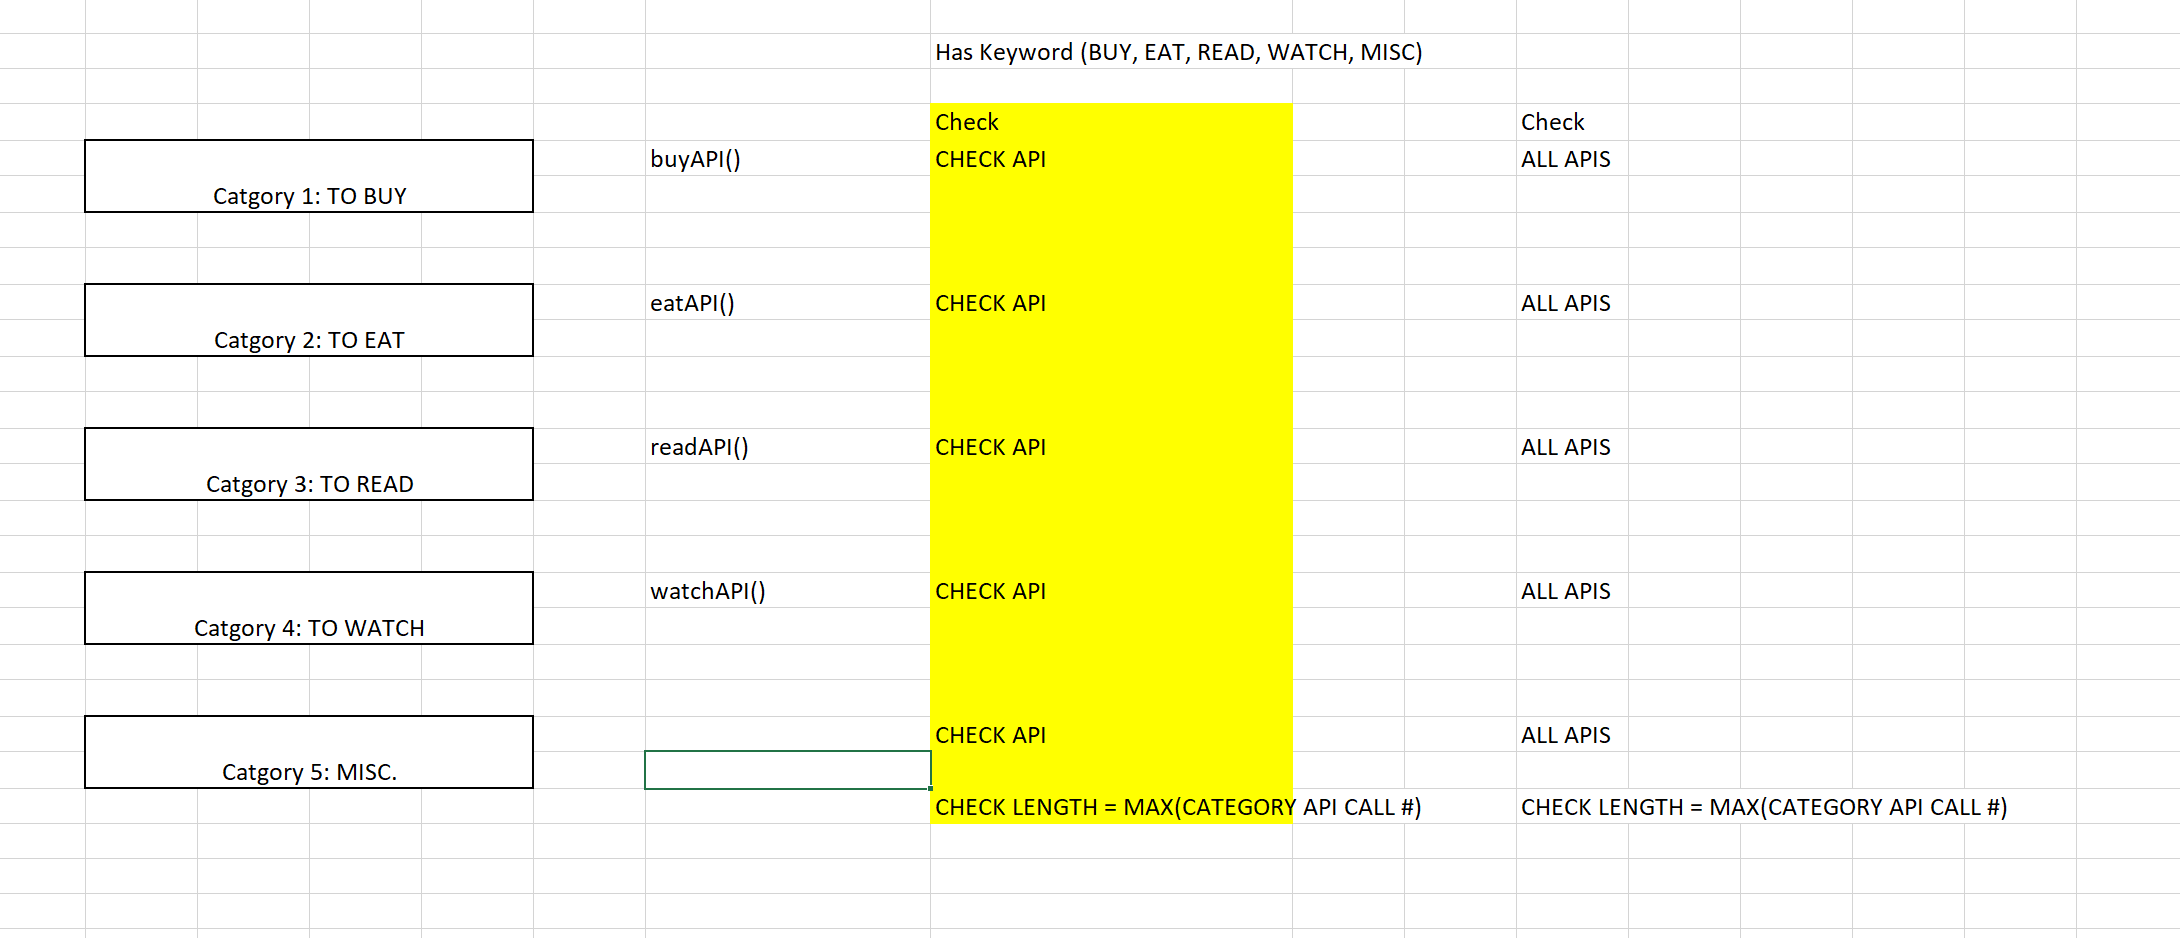 Has Keyword (BUY, EAT, READ, WATCH, MISC)
Check Check
buyAPI() CHECK API ALL APIS
Catgory 1: TO BUY
eatAPI() CHECK API ALL APIS
Catgory 2: TO EAT
readAPI() CHECK API ALL APIS
Catgory 3: TO READ
watchAPI() CHECK API ALL APIS
Catgory 4: TO WATCH
CHECK API ALL APIS
Catgory 5: MISC.
CHECK LENGTH = MAX(CATEGORY API CALL #) CHECK LENGTH = MAX(CATEGORY API CALL #)